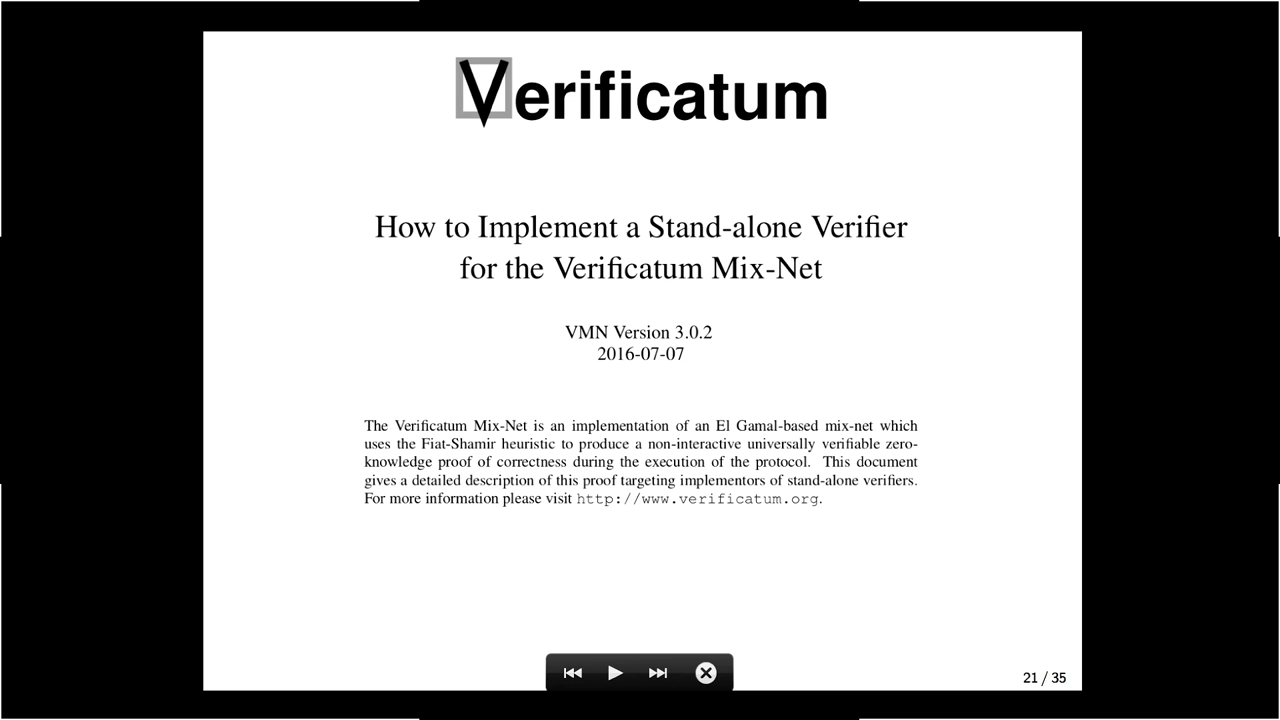 Verificatum
How to Implement a Stand-alone Verifier
for the Verificatum Mix-Net
VMN Version 3.0.2
2016-07-07
The Verificatum Mix-Net is an implementation of an El Gamal-based mix-net which
uses the Fiat-Shamir heuristic to produce a non-interactive universally verifiable zero-
knowledge proof of correctness during the execution of the protocol. This document
gives a detailed description of this proof targeting implementors of stand-alone verifiers.
For more information please visit http://www.verificatum.org.
21 / 35